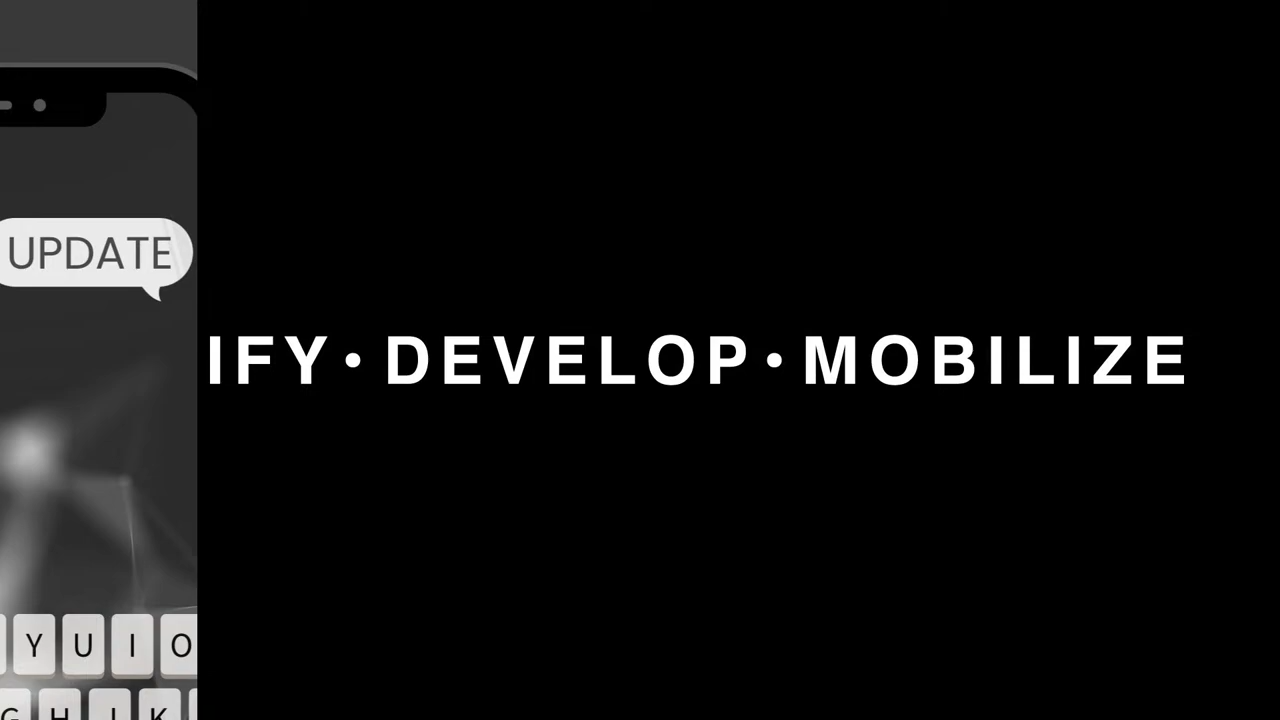 UPDATE
IFY • DEVELOP • MOBILIZE
Y U I O
G H J K